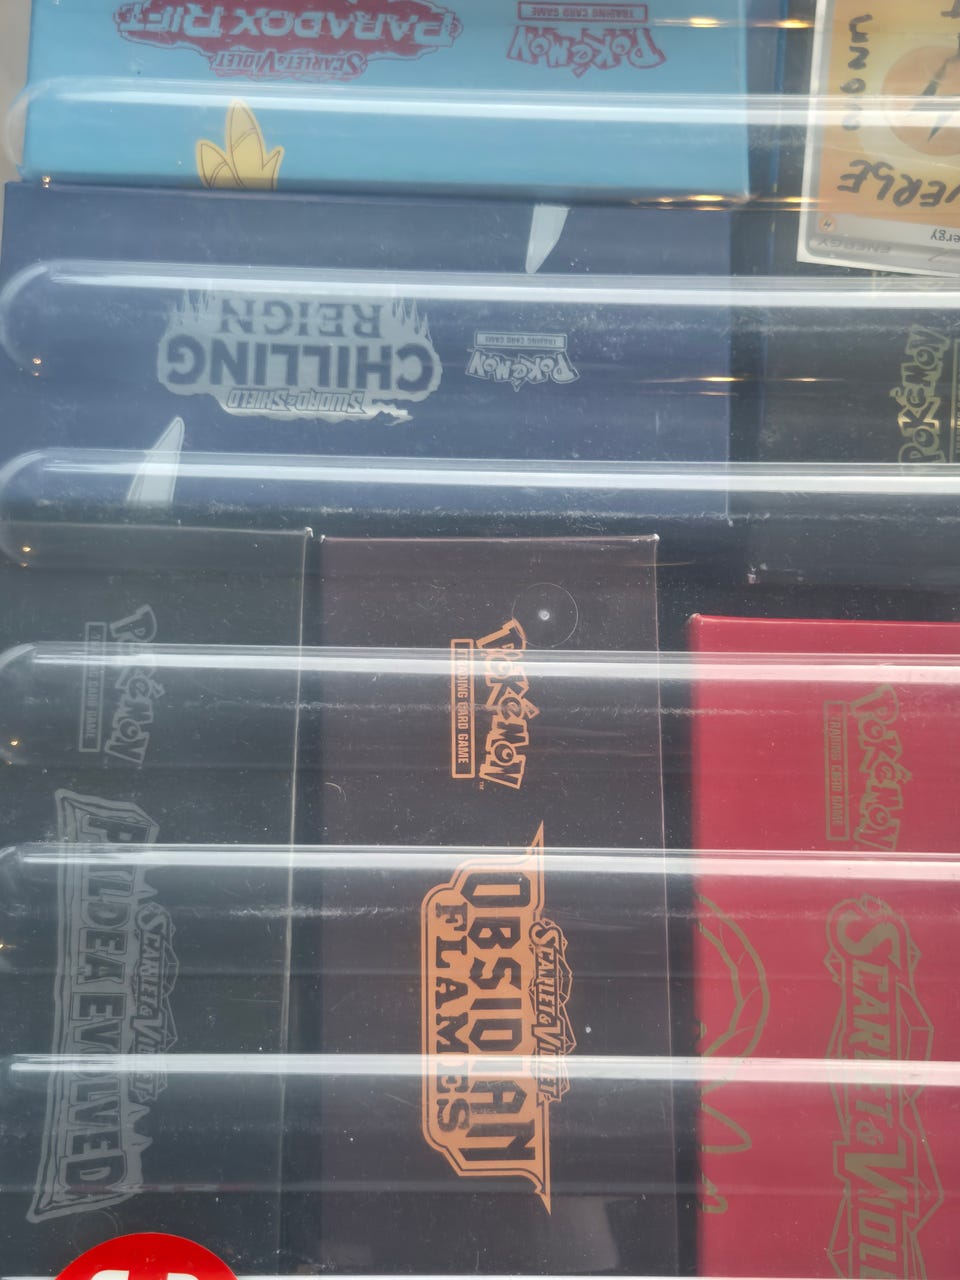 Pokémon
TRADING CARD GAME
SCARLET & VIOLET
PARADOX RIFT
Pokémon
TRADING CARD GAME
SWORD & SHIELD
CHILLING
REIGN
ENERGY
Pokémon
Pokémon
TRADING CARD GAME
SCARLET & VIOLET
PALDEA EVOLVED
Pokémon
TRADING CARD GAME
™
SCARLET & VIOLET
OBSIDIAN
FLAMES
Pokémon
TRADING CARD GAME
SCARLET & VIOL